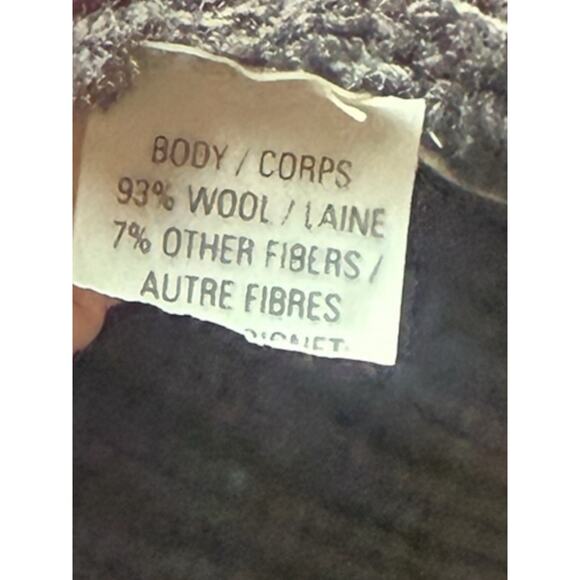 BODY / CORPS
93% WOOL / LAINE
7% OTHER FIBERS /
AUTRE FIBRES